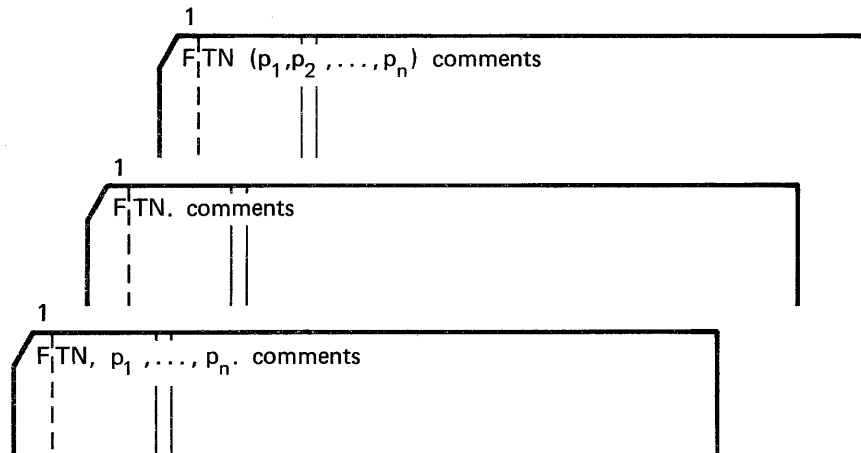 1
FTN (p₁,p₂,...,pₙ) comments
1
FTN. comments
1
FTN, p₁,...,pₙ. comments